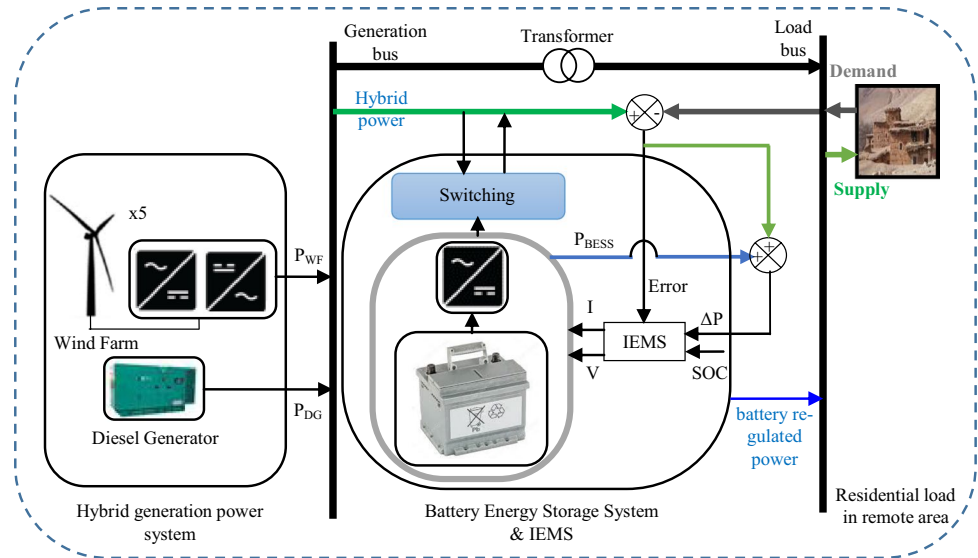 Generation
bus
Transformer
Load
bus
Demand
Hybrid
power
+
-
Supply
Switching
x5
P_WF
P_BESS
+
+
Wind Farm
Error
I
ΔP
IEMS
V
SOC
P_DG
Diesel Generator
Pb
battery re-
gulated
power
Hybrid generation power
system
Battery Energy Storage System
& IEMS
Residential load
in remote area